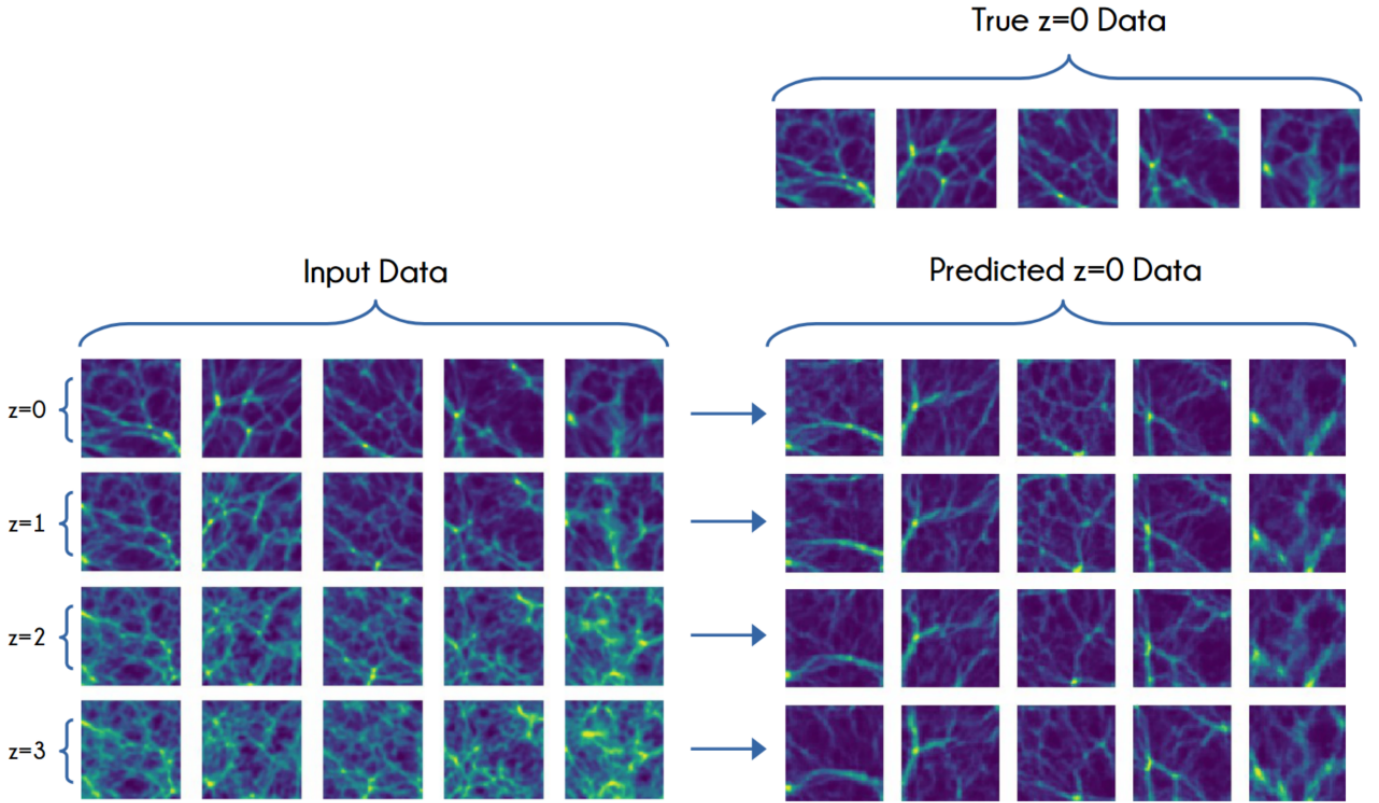 True z=0 Data
Input Data
Predicted z=0 Data
z=0
z=1
z=2
z=3